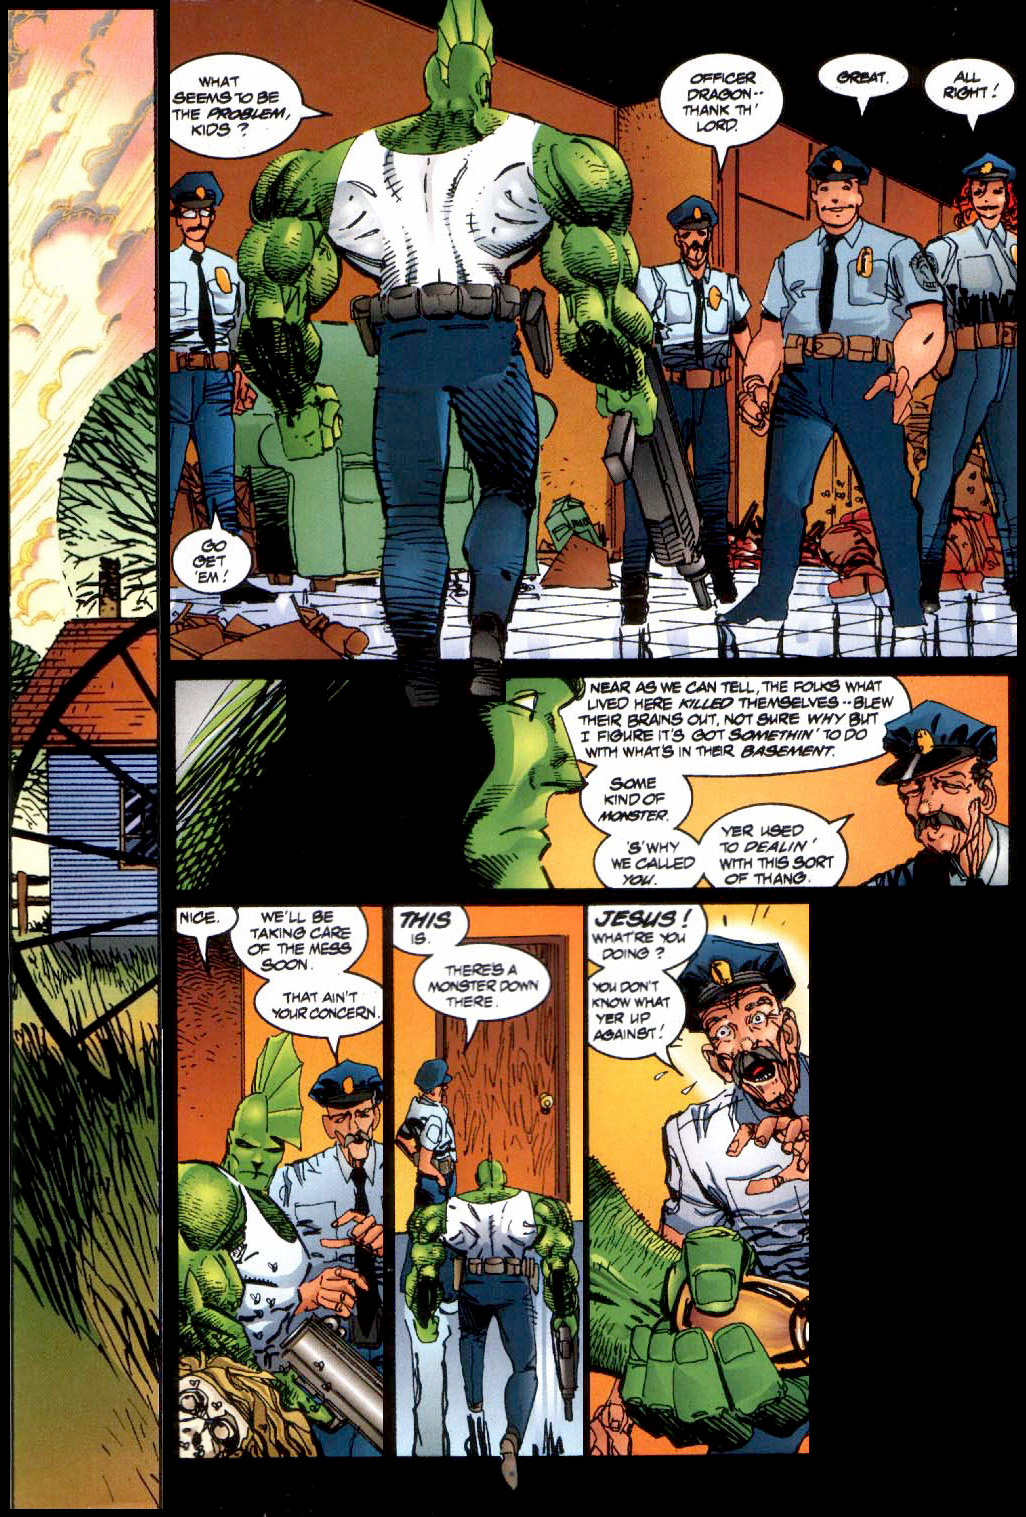 WHAT
SEEMS TO BE
THE PROBLEM,
KIDS?
OFFICER
DRAGON--
THANK TH'
LORD.
GREAT.
ALL
RIGHT!
GO
GET
'EM!
NEAR AS WE CAN TELL, THE FOLKS WHAT
LIVED HERE KILLED THEMSELVES--BLEW
THEIR BRAINS OUT, NOT SURE WHY BUT
I FIGURE IT'S GOT SOMETHIN' TO DO
WITH WHAT'S IN THEIR BASEMENT.
SOME
KIND OF
MONSTER.
'S' WHY
WE CALLED
YOU.
YER USED
TO DEALIN'
WITH THIS SORT
OF THANG.
NICE.
WE'LL BE
TAKING CARE
OF THE MESS
SOON.
THAT AIN'T
YOUR CONCERN.
THIS
IS.
THERE'S A
MONSTER DOWN
THERE.
JESUS!
WHAT'RE YOU
DOING?
YOU DON'T
KNOW WHAT
YER UP
AGAINST!